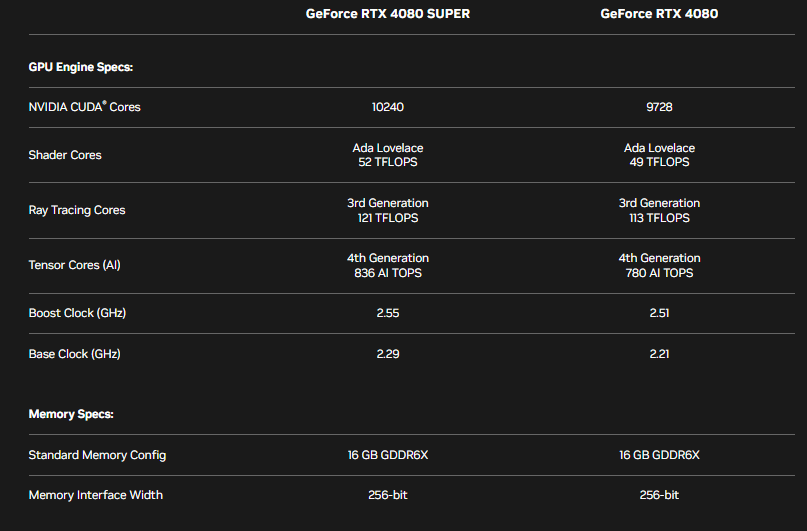 GeForce RTX 4080 SUPER GeForce RTX 4080
GPU Engine Specs:
NVIDIA CUDA® Cores 10240 9728
Shader Cores
Ada Lovelace
52 TFLOPS
Ada Lovelace
49 TFLOPS
Ray Tracing Cores
3rd Generation
121 TFLOPS
3rd Generation
113 TFLOPS
Tensor Cores (AI)
4th Generation
836 AI TOPS
4th Generation
780 AI TOPS
Boost Clock (GHz) 2.55 2.51
Base Clock (GHz) 2.29 2.21
Memory Specs:
Standard Memory Config 16 GB GDDR6X 16 GB GDDR6X
Memory Interface Width 256-bit 256-bit